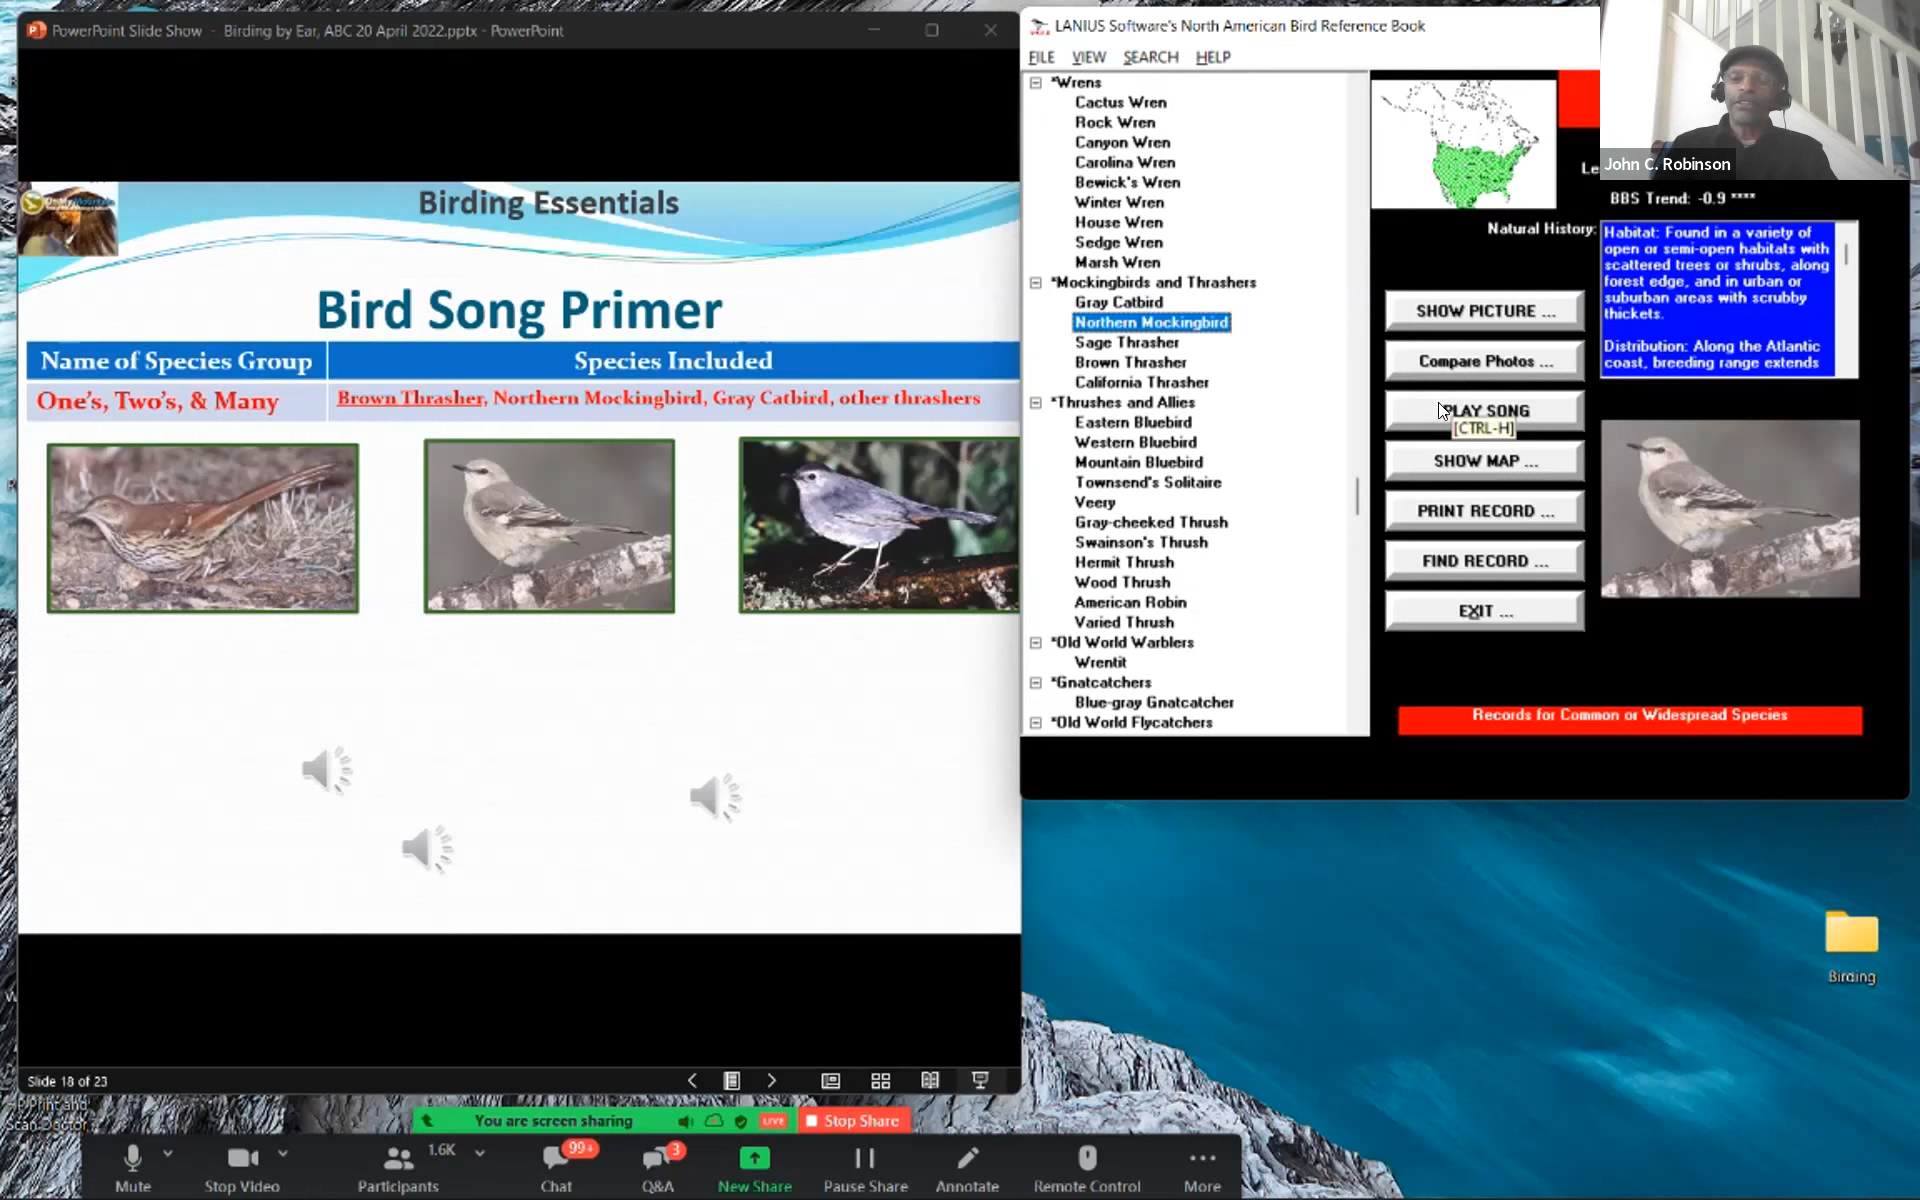 PowerPoint Slide Show - Birding by Ear, ABC 20 April 2022.pptx - PowerPoint
Birding Essentials
Bird Song Primer
Name of Species Group
Species Included
One's, Two's, & Many
Brown Thrasher, Northern Mockingbird, Gray Catbird, other thrashers
Slide 18 of 23
LANIUS Software's North American Bird Reference Book
FILE VIEW SEARCH HELP
*Wrens
Cactus Wren
Rock Wren
Canyon Wren
Carolina Wren
Bewick's Wren
Winter Wren
House Wren
Sedge Wren
Marsh Wren
*Mockingbirds and Thrashers
Gray Catbird
Northern Mockingbird
Sage Thrasher
Brown Thrasher
California Thrasher
*Thrushes and Allies
Eastern Bluebird
Western Bluebird
Mountain Bluebird
Townsend's Solitaire
Veery
Gray-cheeked Thrush
Swainson's Thrush
Hermit Thrush
Wood Thrush
American Robin
Varied Thrush
*Old World Warblers
Wrentit
*Gnatcatchers
Blue-gray Gnatcatcher
*Old World Flycatchers
Le
John C. Robinson
BBS Trend: -0.9 ****
Natural History:
Habitat: Found in a variety of
open or semi-open habitats with
scattered trees or shrubs, along
forest edge, and in urban or
suburban areas with scrubby
thickets.
Distribution: Along the Atlantic
coast, breeding range extends
SHOW PICTURE ...
Compare Photos ...
PLAY SONG
[CTRL-H]
SHOW MAP ...
PRINT RECORD ...
FIND RECORD ...
EXIT ...
Records for Common or Widespread Species
Birding
Print and
Scan Doctor
You are screen sharing
LIVE
Stop Share
1.6K
99+
3
Mute
Stop Video
Participants
Chat
Q&A
New Share
Pause Share
Annotate
Remote Control
More